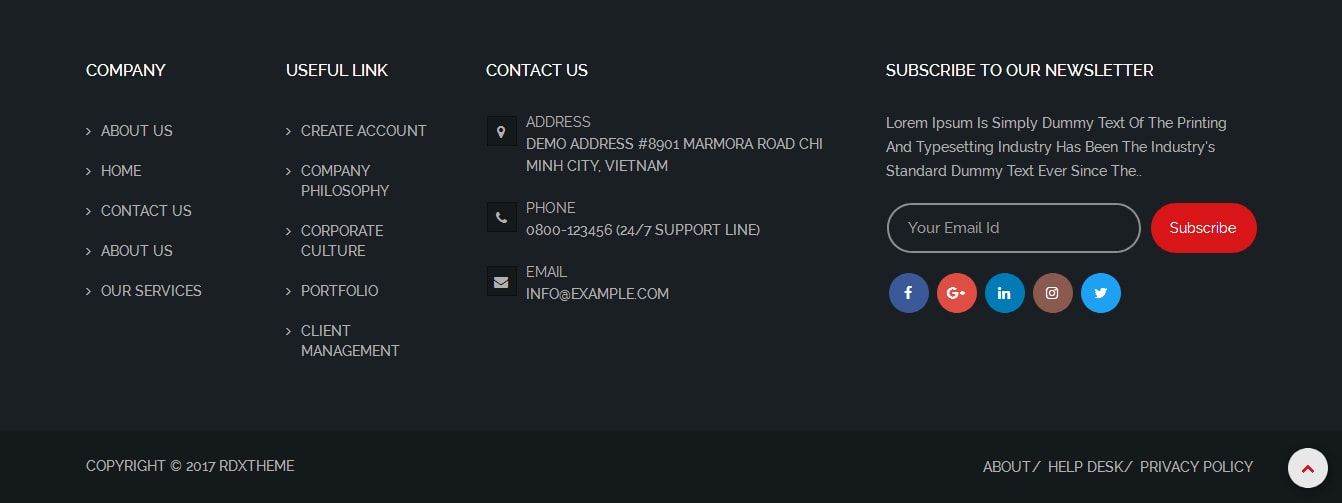 COMPANY
ABOUT US
HOME
CONTACT US
ABOUT US
OUR SERVICES
USEFUL LINK
CREATE ACCOUNT
COMPANY
PHILOSOPHY
CORPORATE
CULTURE
PORTFOLIO
CLIENT
MANAGEMENT
CONTACT US
ADDRESS
DEMO ADDRESS #8901 MARMORA ROAD CHI
MINH CITY, VIETNAM
PHONE
0800-123456 (24/7 SUPPORT LINE)
EMAIL
INFO@EXAMPLE.COM
SUBSCRIBE TO OUR NEWSLETTER
Lorem Ipsum Is Simply Dummy Text Of The Printing
And Typesetting Industry Has Been The Industry's
Standard Dummy Text Ever Since The..
Your Email Id
Subscribe
COPYRIGHT © 2017 RDXTHEME
ABOUT/ HELP DESK/ PRIVACY POLICY